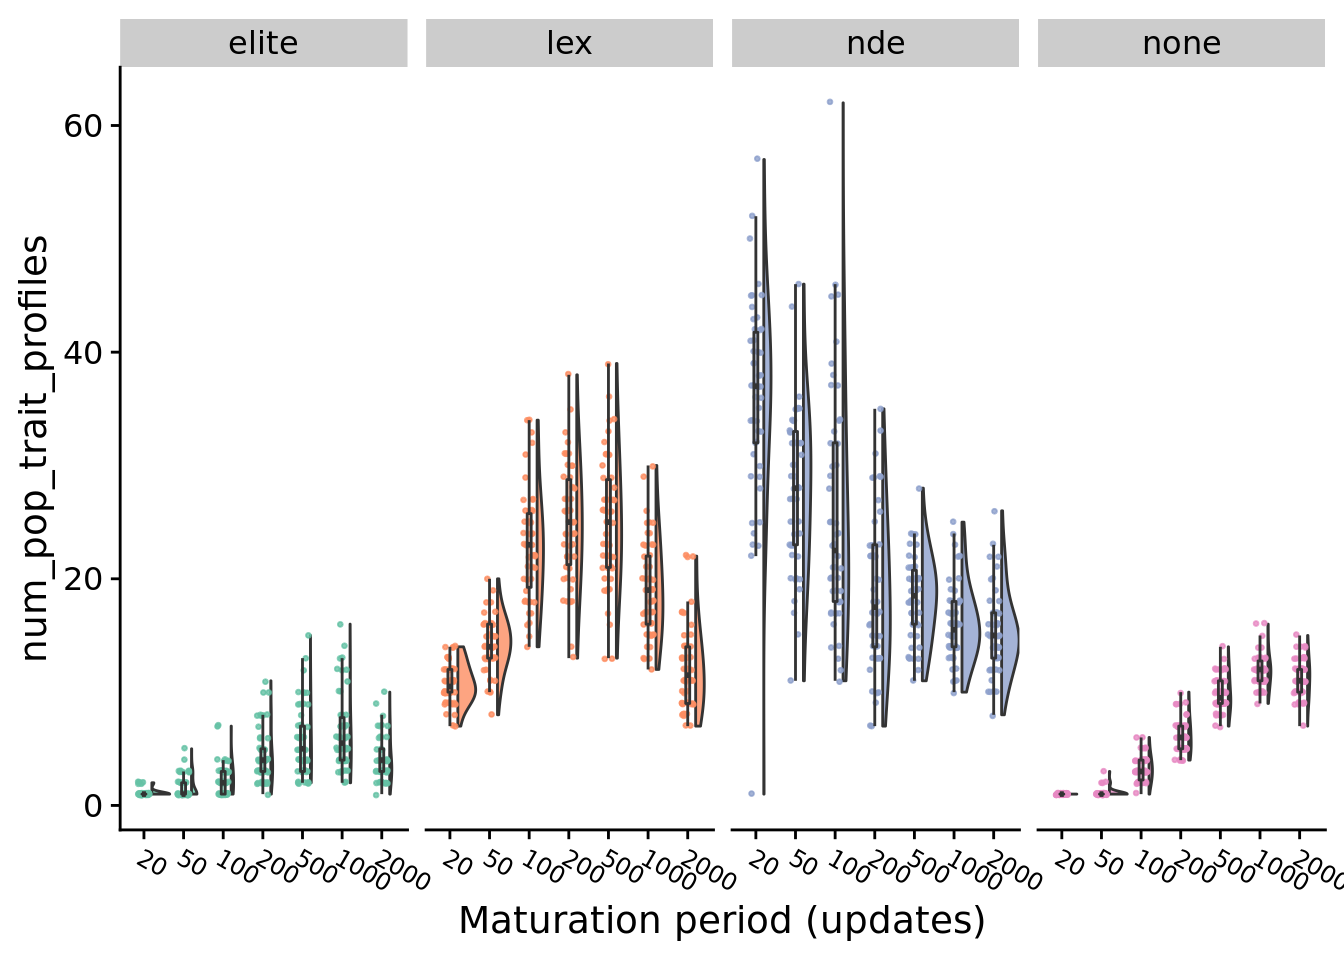 elite lex nde none
num_pop_trait_profiles
60
40
20
0
20 50 100 200 500 1000 2000 20 50 100 200 500 1000 2000 20 50 100 200 500 1000 2000 20 50 100 200 500 1000 2000
Maturation period (updates)